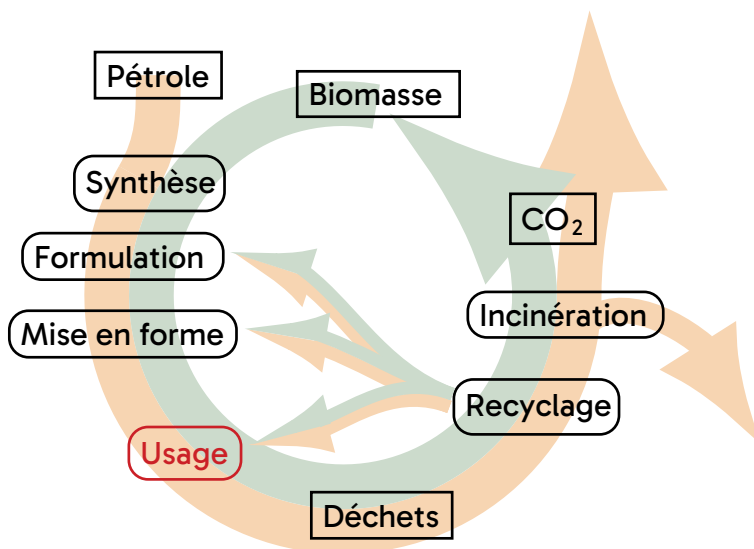 Pétrole
Biomasse
Synthèse
CO₂
Formulation
Incinération
Mise en forme
Recyclage
Usage
Déchets